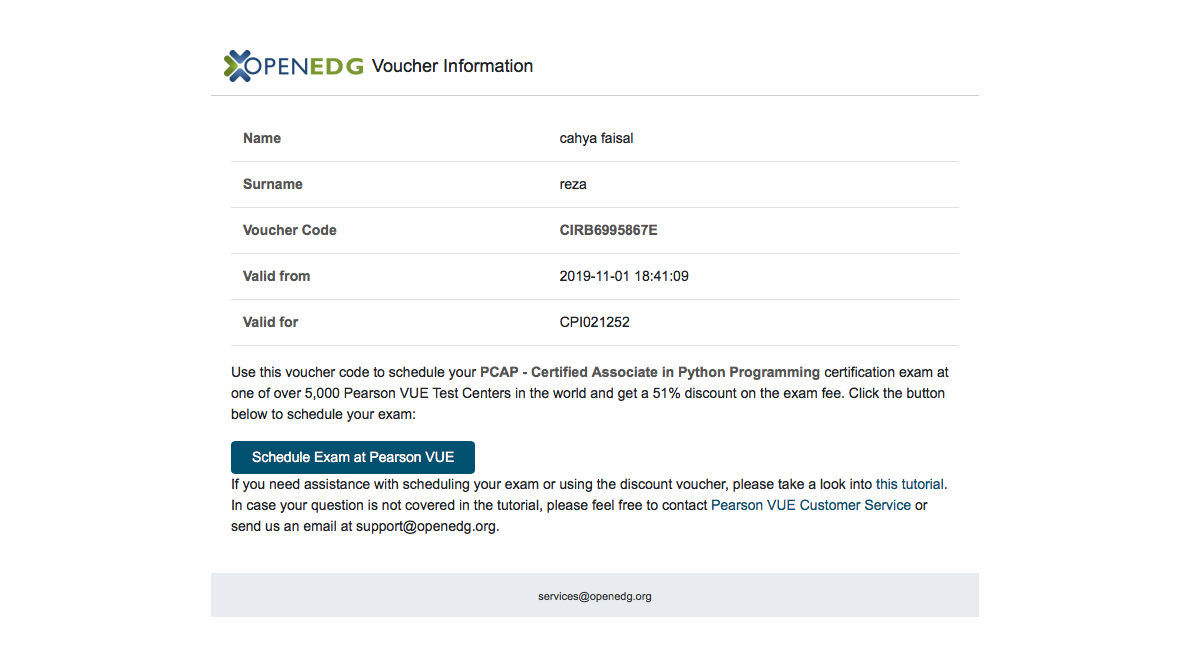 OPENEDG Voucher Information
Name cahya faisal
Surname reza
Voucher Code CIRB6995867E
Valid from 2019-11-01 18:41:09
Valid for CPI021252
Use this voucher code to schedule your PCAP - Certified Associate in Python Programming certification exam at
one of over 5,000 Pearson VUE Test Centers in the world and get a 51% discount on the exam fee. Click the button
below to schedule your exam:
Schedule Exam at Pearson VUE
If you need assistance with scheduling your exam or using the discount voucher, please take a look into this tutorial.
In case your question is not covered in the tutorial, please feel free to contact Pearson VUE Customer Service or
send us an email at support@openedg.org.
services@openedg.org